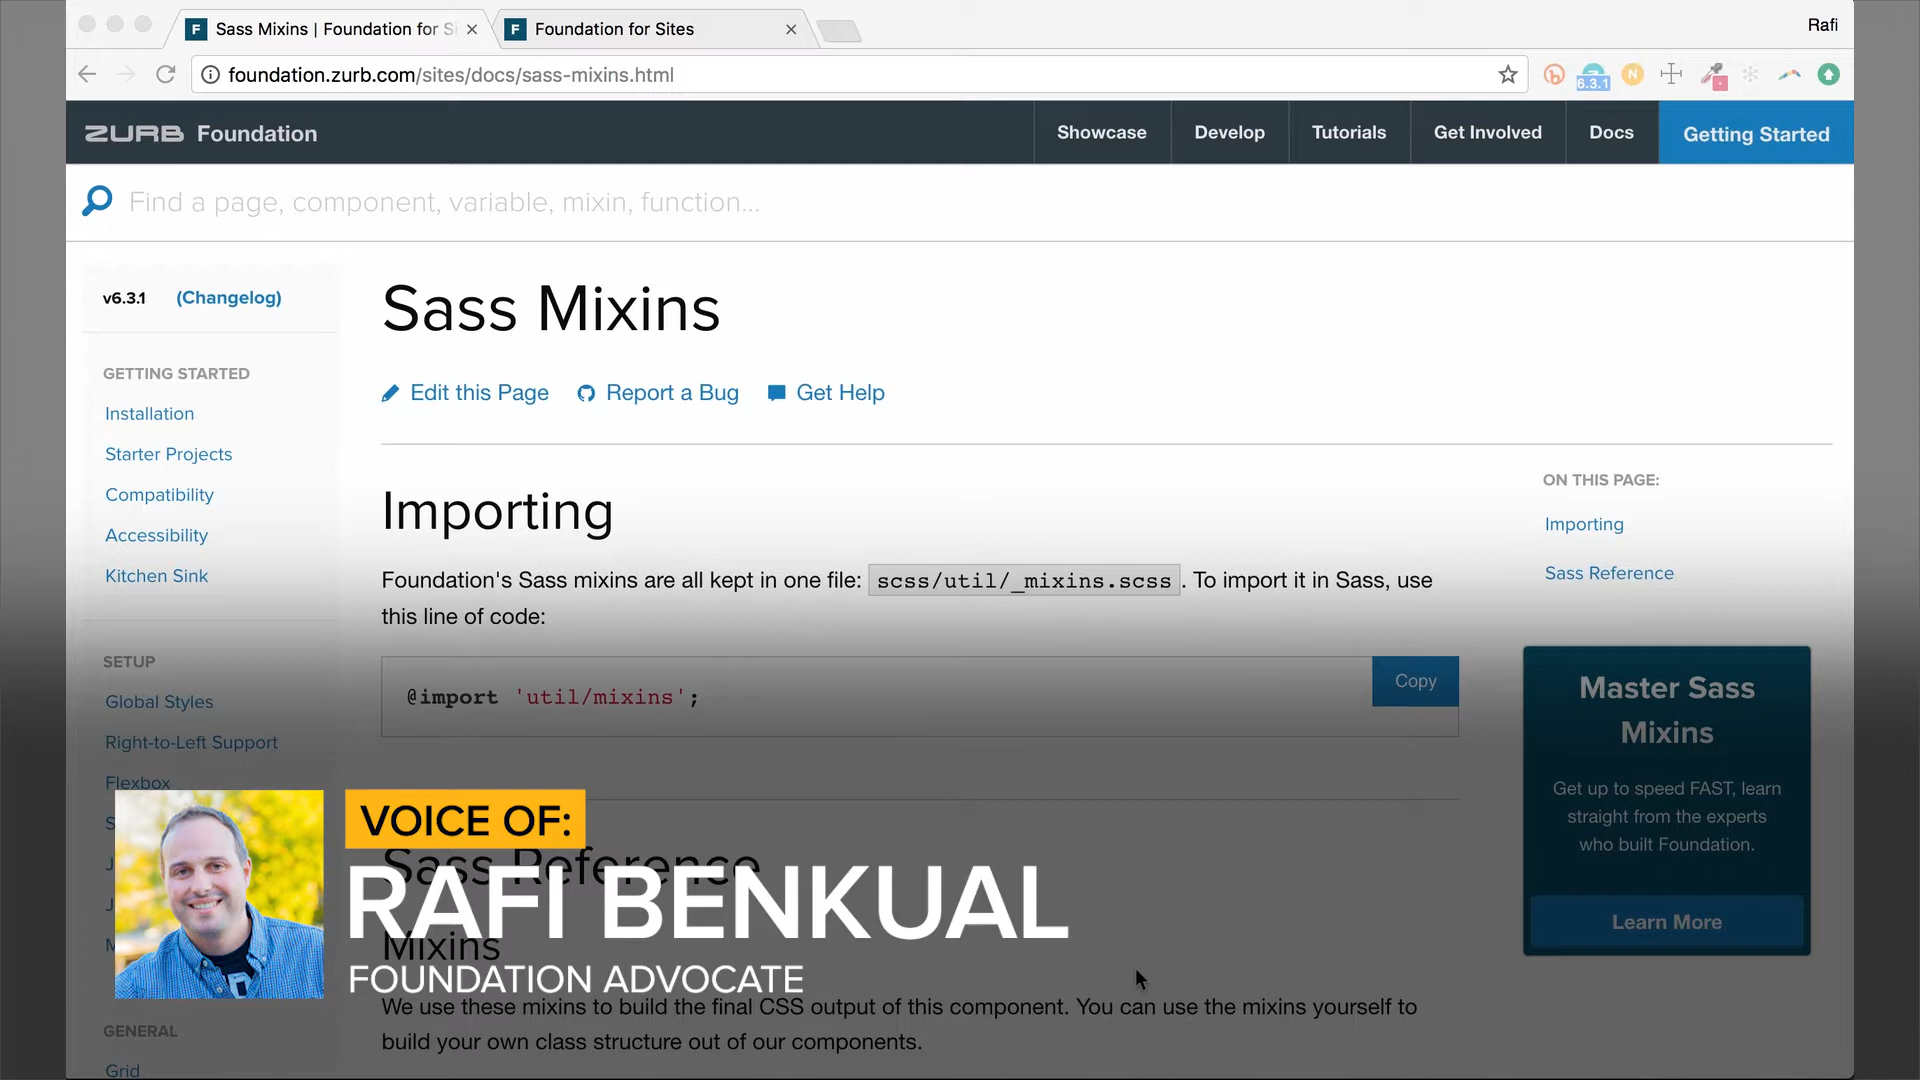 Sass Mixins | Foundation for Si
Foundation for Sites
Rafi
foundation.zurb.com/sites/docs/sass-mixins.html
6.3.1
N
ZURB Foundation
Showcase
Develop
Tutorials
Get Involved
Docs
Getting Started
Find a page, component, variable, mixin, function...
v6.3.1 (Changelog)
GETTING STARTED
Installation
Starter Projects
Compatibility
Accessibility
Kitchen Sink
SETUP
Global Styles
Right-to-Left Support
Flexbox
GENERAL
Grid
Sass Mixins
Edit this Page
Report a Bug
Get Help
Importing
Foundation's Sass mixins are all kept in one file: scss/util/_mixins.scss. To import it in Sass, use
this line of code:
@import 'util/mixins';
Copy
Sass Reference
Mixins
We use these mixins to build the final CSS output of this component. You can use the mixins yourself to
build your own class structure out of our components.
ON THIS PAGE:
Importing
Sass Reference
Master Sass
Mixins
Get up to speed FAST, learn
straight from the experts
who built Foundation.
Learn More
VOICE OF:
RAFI BENKUAL
FOUNDATION ADVOCATE